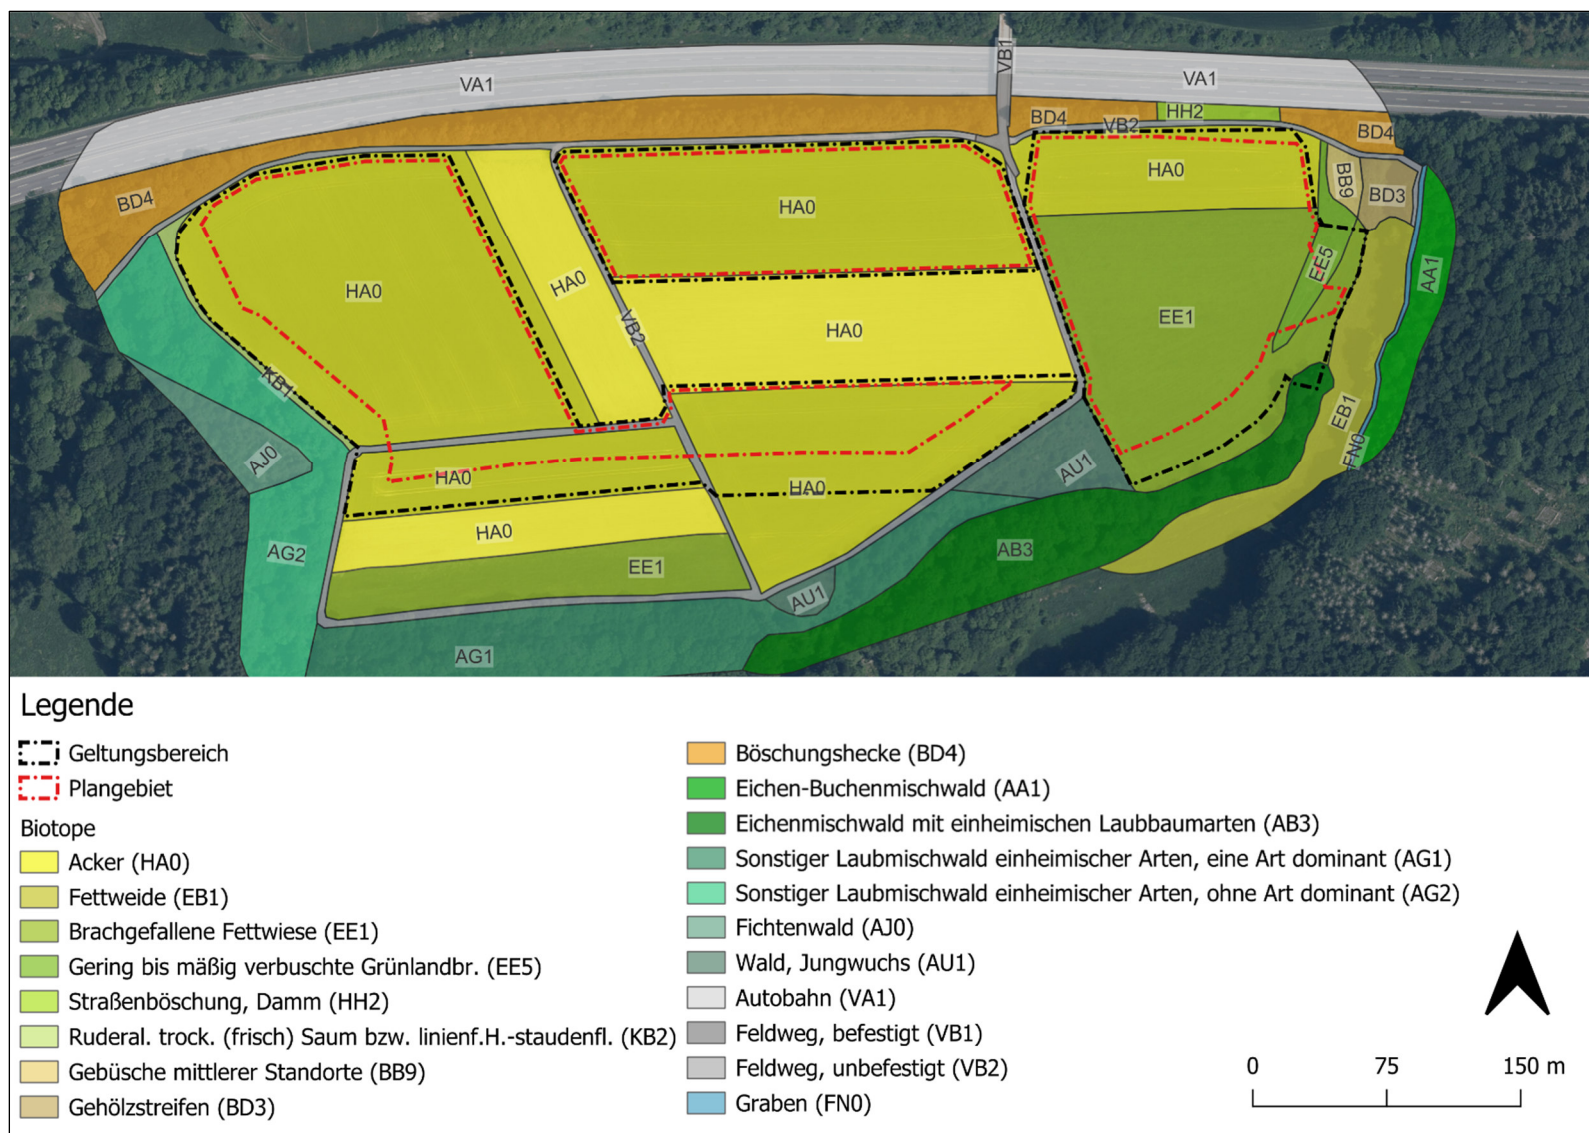 VB1
VA1
VA1
HH2
BD4
VB2
BD4
BD4
HA0
BB9
BD3
HA0
EE5
AA1
HA0
HA0
VB2
HA0
EE1
KB1
EB1
FN0
AJ0
HA0
AU1
HA0
HA0
AG2
AB3
EE1
AU1
AG1
Legende
Geltungsbereich
Plangebiet
Biotope
Acker (HA0)
Fettweide (EB1)
Brachgefallene Fettwiese (EE1)
Gering bis mäßig verbuschte Grünlandbr. (EE5)
Straßenböschung, Damm (HH2)
Ruderal. trock. (frisch) Saum bzw. linienf.H.-staudenfl. (KB2)
Gebüsche mittlerer Standorte (BB9)
Gehölzstreifen (BD3)
Böschungshecke (BD4)
Eichen-Buchenmischwald (AA1)
Eichenmischwald mit einheimischen Laubbaumarten (AB3)
Sonstiger Laubmischwald einheimischer Arten, eine Art dominant (AG1)
Sonstiger Laubmischwald einheimischer Arten, ohne Art dominant (AG2)
Fichtenwald (AJ0)
Wald, Jungwuchs (AU1)
Autobahn (VA1)
Feldweg, befestigt (VB1)
Feldweg, unbefestigt (VB2)
Graben (FN0)
0 75 150 m